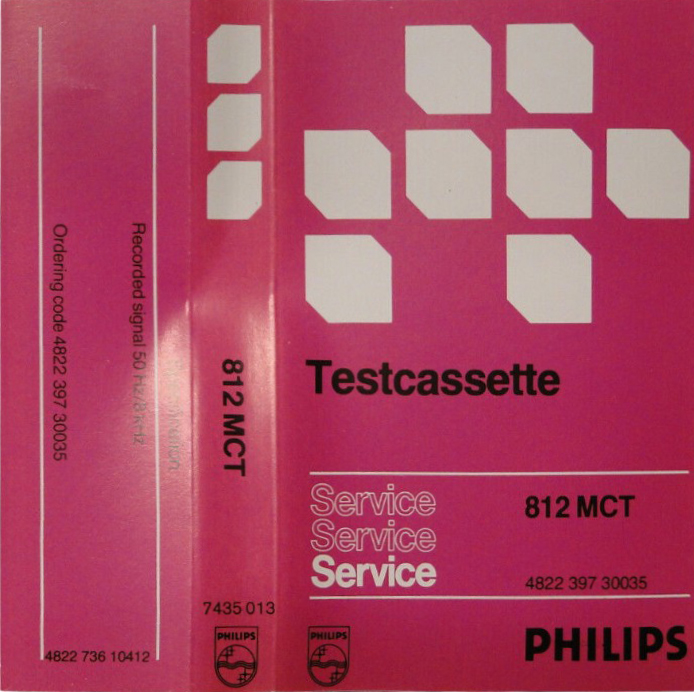 Ordering code 4822 397 30035
Recorded signal 50 Hz/8 kHz
4822 736 10412
812 MCT
7435 013
PHILIPS
Testcassette
Service
Service
Service
812 MCT
4822 397 30035
PHILIPS
PHILIPS